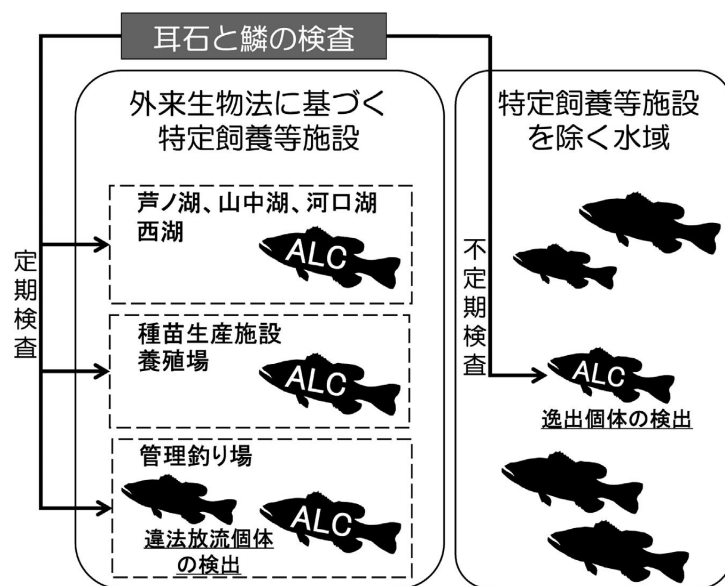 耳石と鱗の検査
外来生物法に基づく
特定飼養等施設
芦ノ湖、山中湖、河口湖
西湖
ALC
種苗生産施設
養殖場
ALC
管理釣り場
ALC
違法放流個体
の検出
定期検査
特定飼養等施設
を除く水域
不定期検査
ALC
逸出個体の検出